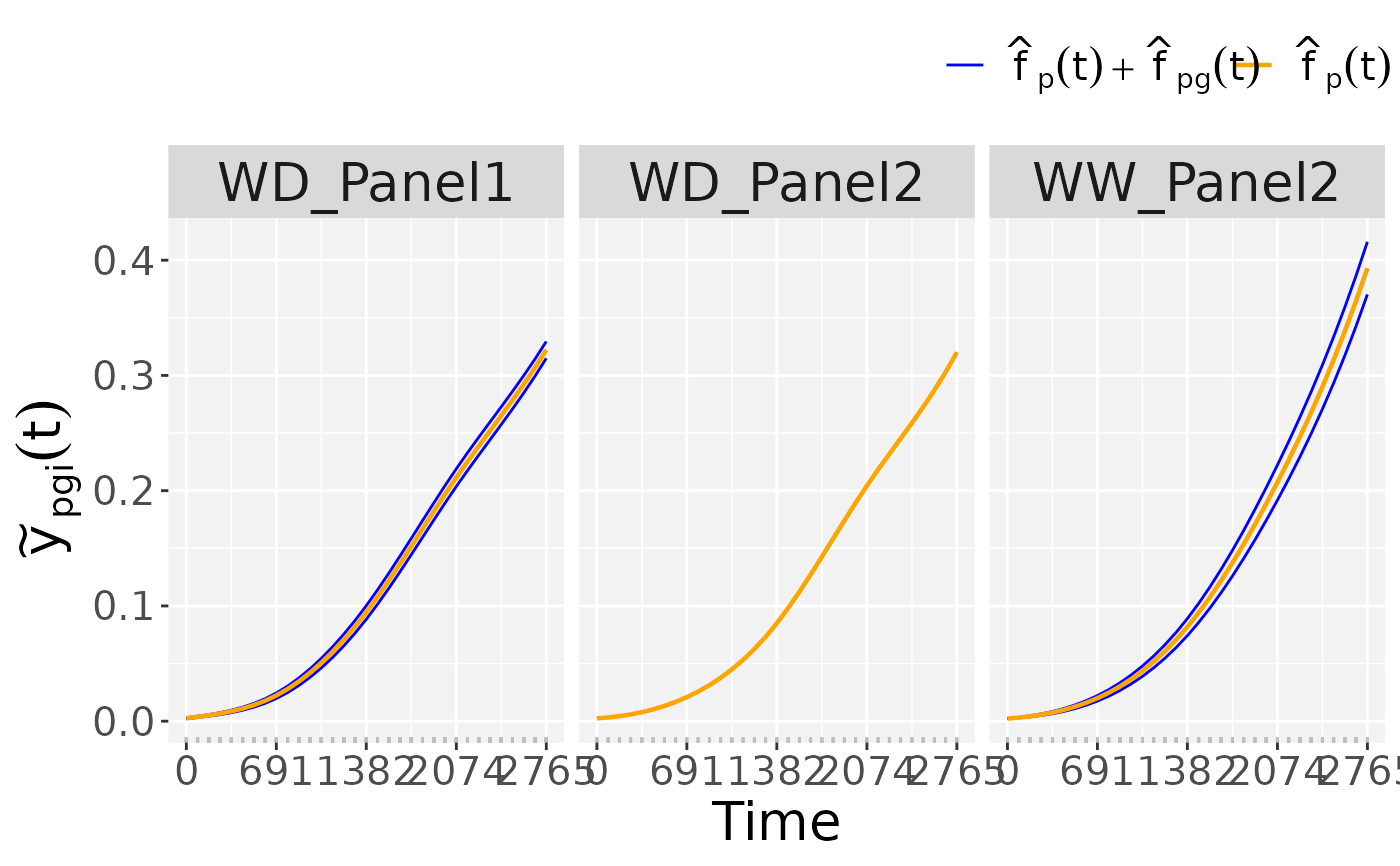 f̂ p(t) + f̂ pg(t) f̂ p(t)
WD_Panel1 WD_Panel2 WW_Panel2
0.4
0.3
0.2
0.1
0.0
ỹ pgi(t)
0 691 1382 2074 2765 0 691 1382 2074 2765 0 691 1382 2074 2765
Time